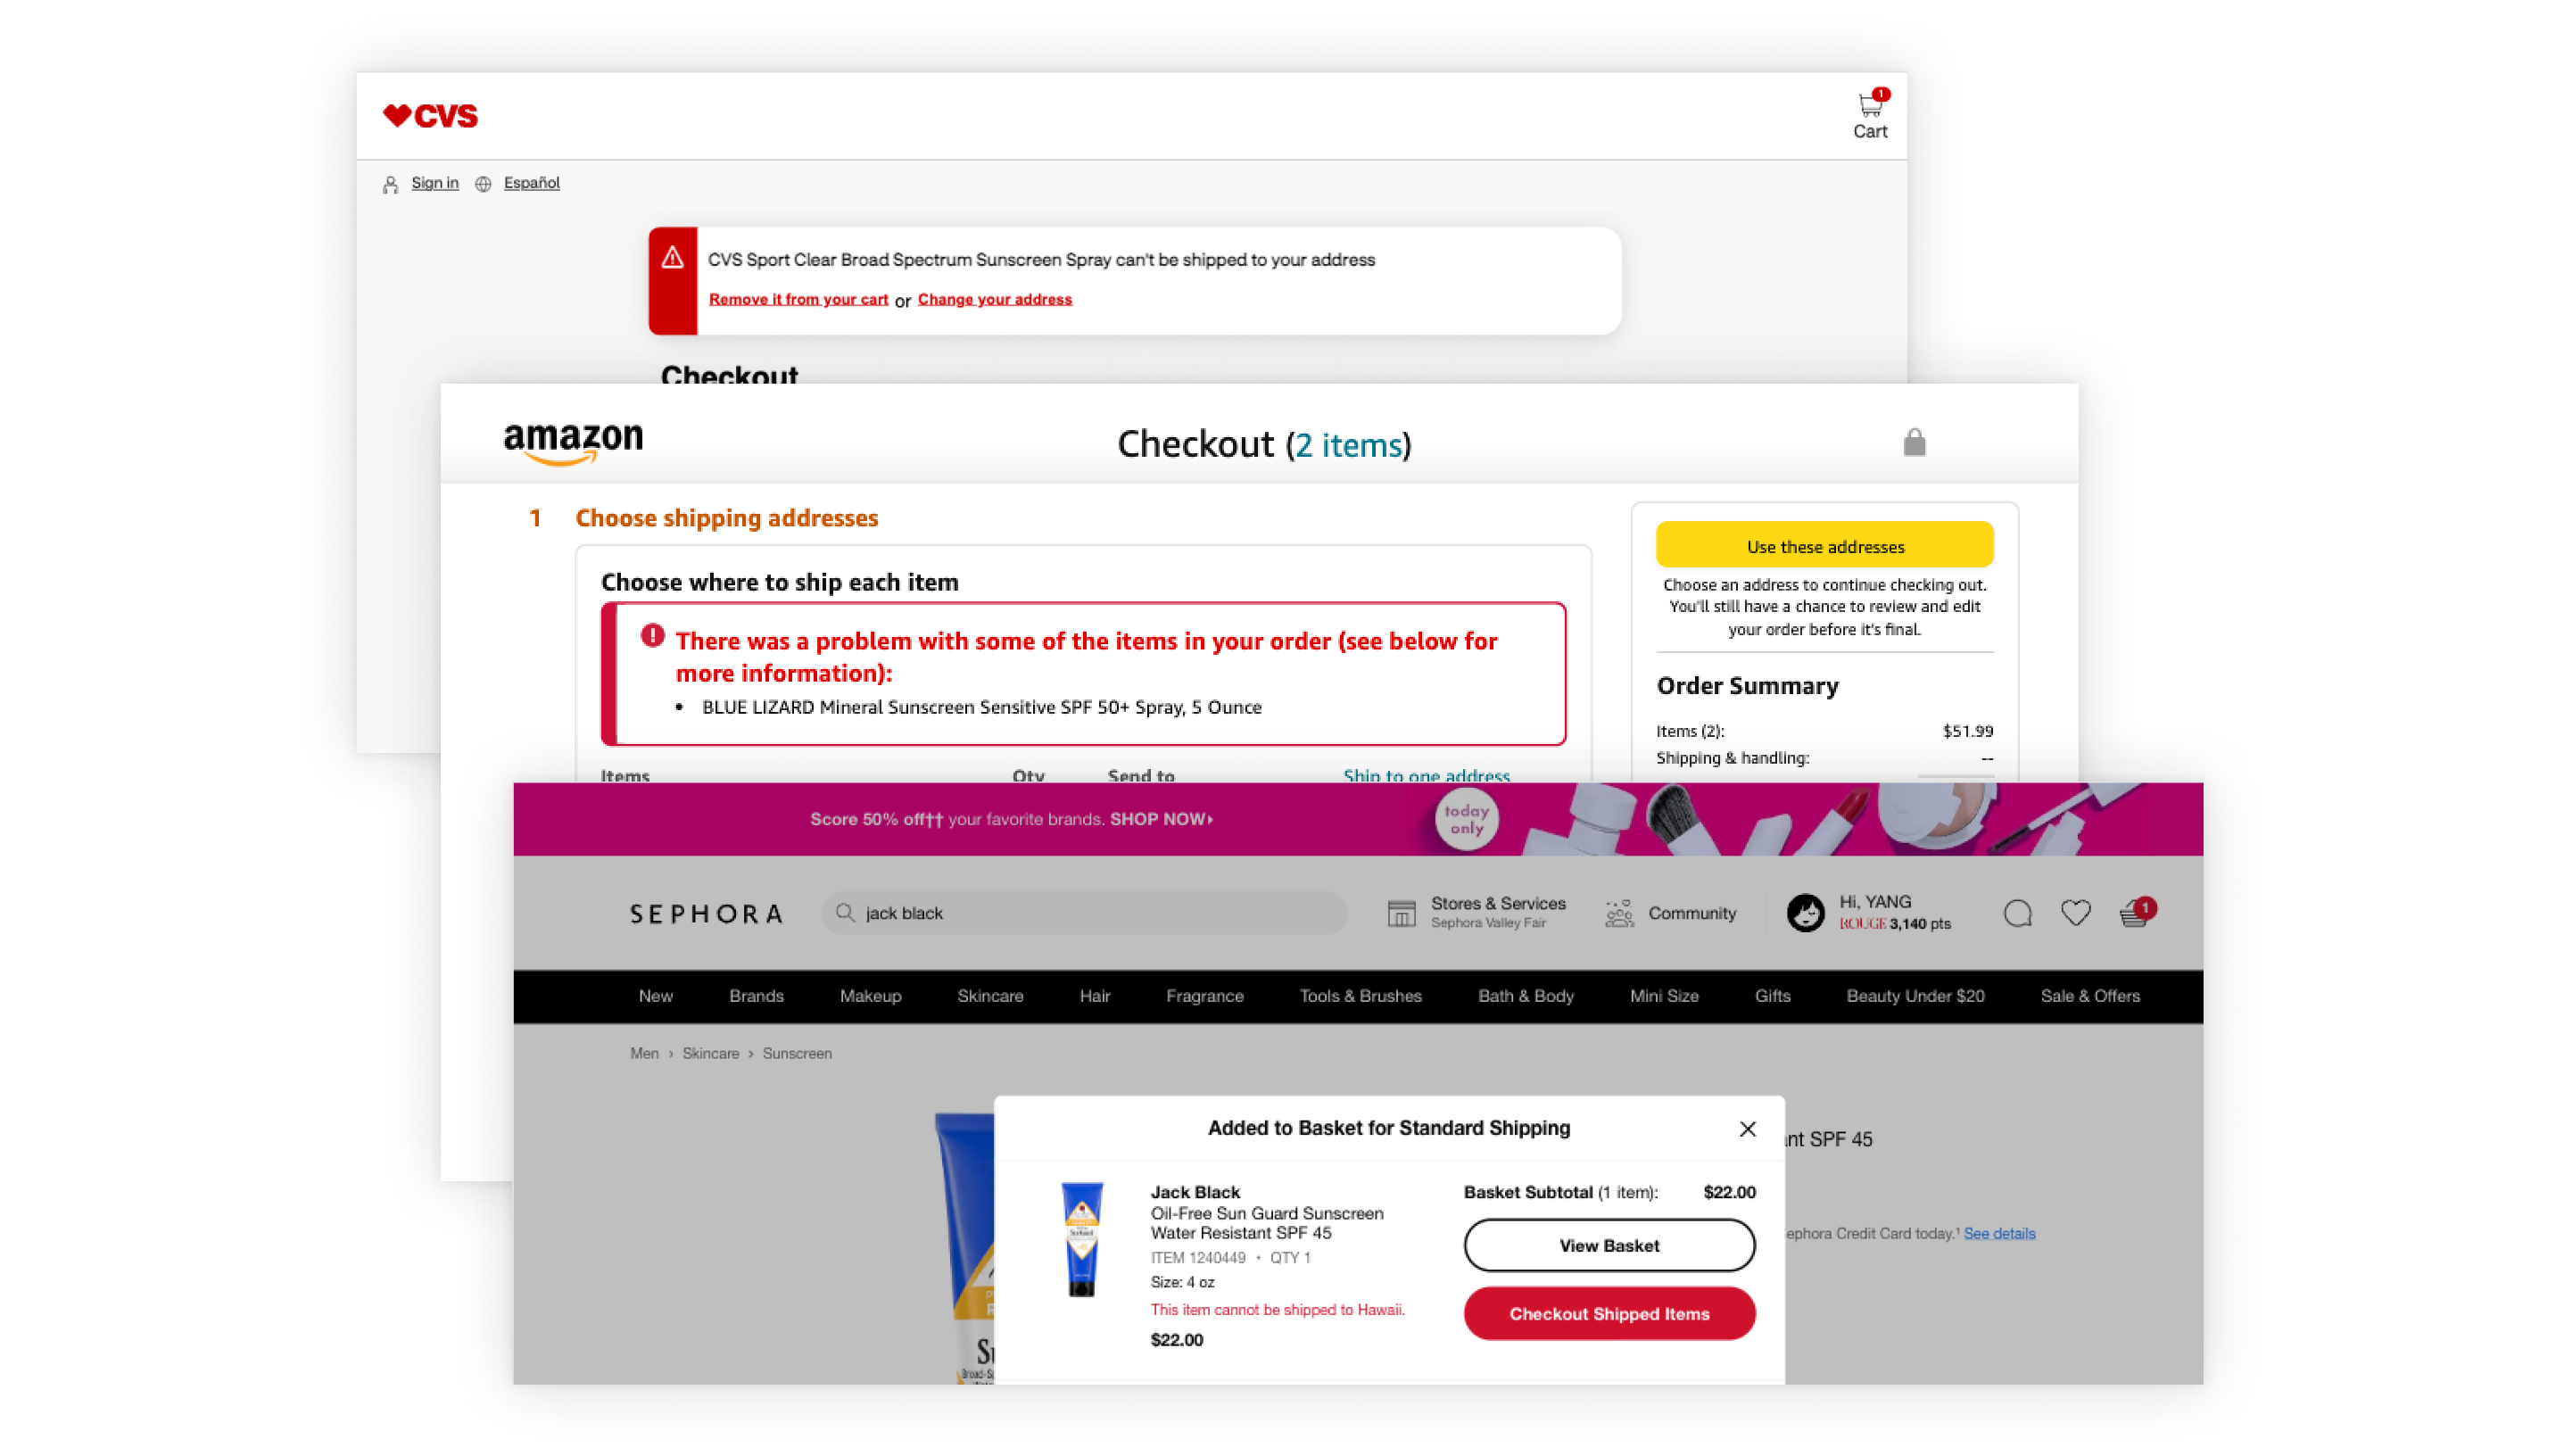 CVS
1
Cart
Sign in Español
CVS Sport Clear Broad Spectrum Sunscreen Spray can't be shipped to your address
Remove it from your cart or Change your address
Checkout
amazon
Checkout (2 items)
1 Choose shipping addresses
Choose where to ship each item
There was a problem with some of the items in your order (see below for
more information):
• BLUE LIZARD Mineral Sunscreen Sensitive SPF 50+ Spray, 5 Ounce
Items Qty Send to Ship to one address
Use these addresses
Choose an address to continue checking out.
You'll still have a chance to review and edit
your order before it's final.
Order Summary
Items (2): $51.99
Shipping & handling: --
Score 50% off†† your favorite brands. SHOP NOW
today
only
SEPHORA
jack black
Stores & Services
Sephora Valley Fair
Community
Hi, YANG
ROUGE 3,140 pts
1
New Brands Makeup Skincare Hair Fragrance Tools & Brushes Bath & Body Mini Size Gifts Beauty Under $20 Sale & Offers
Men › Skincare › Sunscreen
Added to Basket for Standard Shipping
nt SPF 45
Jack Black
Oil-Free Sun Guard Sunscreen
Water Resistant SPF 45
ITEM 1240449 • QTY 1
Size: 4 oz
This item cannot be shipped to Hawaii.
$22.00
Basket Subtotal (1 item): $22.00
View Basket
Checkout Shipped Items
ephora Credit Card today.¹ See details